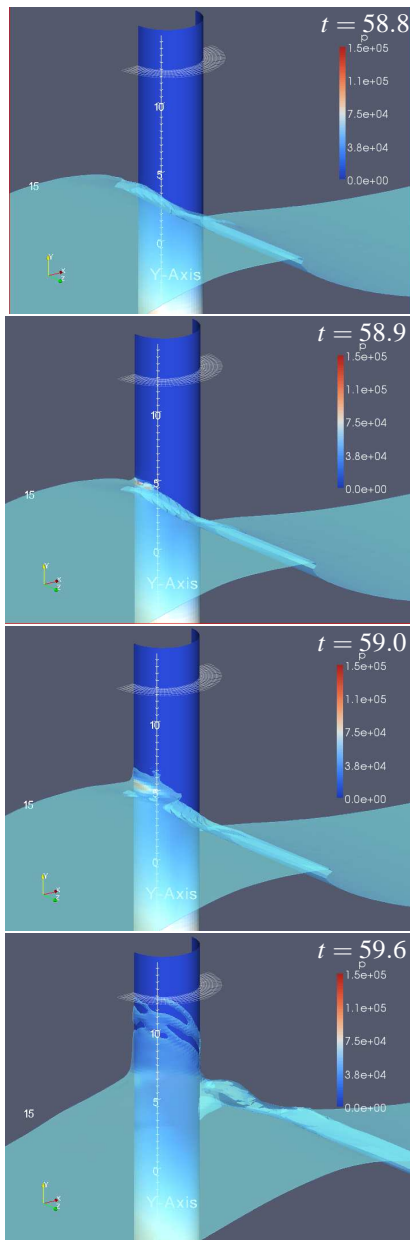 t = 58.8
p
1.5e+05
1.1e+05
7.5e+04
3.8e+04
0.0e+00
10
5
15
0
Y-Axis
Y
X
Z
t = 58.9
p
1.5e+05
1.1e+05
7.5e+04
3.8e+04
0.0e+00
10
5
15
0
Y-Axis
Y
X
Z
t = 59.0
p
1.5e+05
1.1e+05
7.5e+04
3.8e+04
0.0e+00
10
5
15
0
Y-Axis
Y
X
Z
t = 59.6
p
1.5e+05
1.1e+05
7.5e+04
3.8e+04
0.0e+00
10
5
15
0
Y-Axis
Y
X
Z